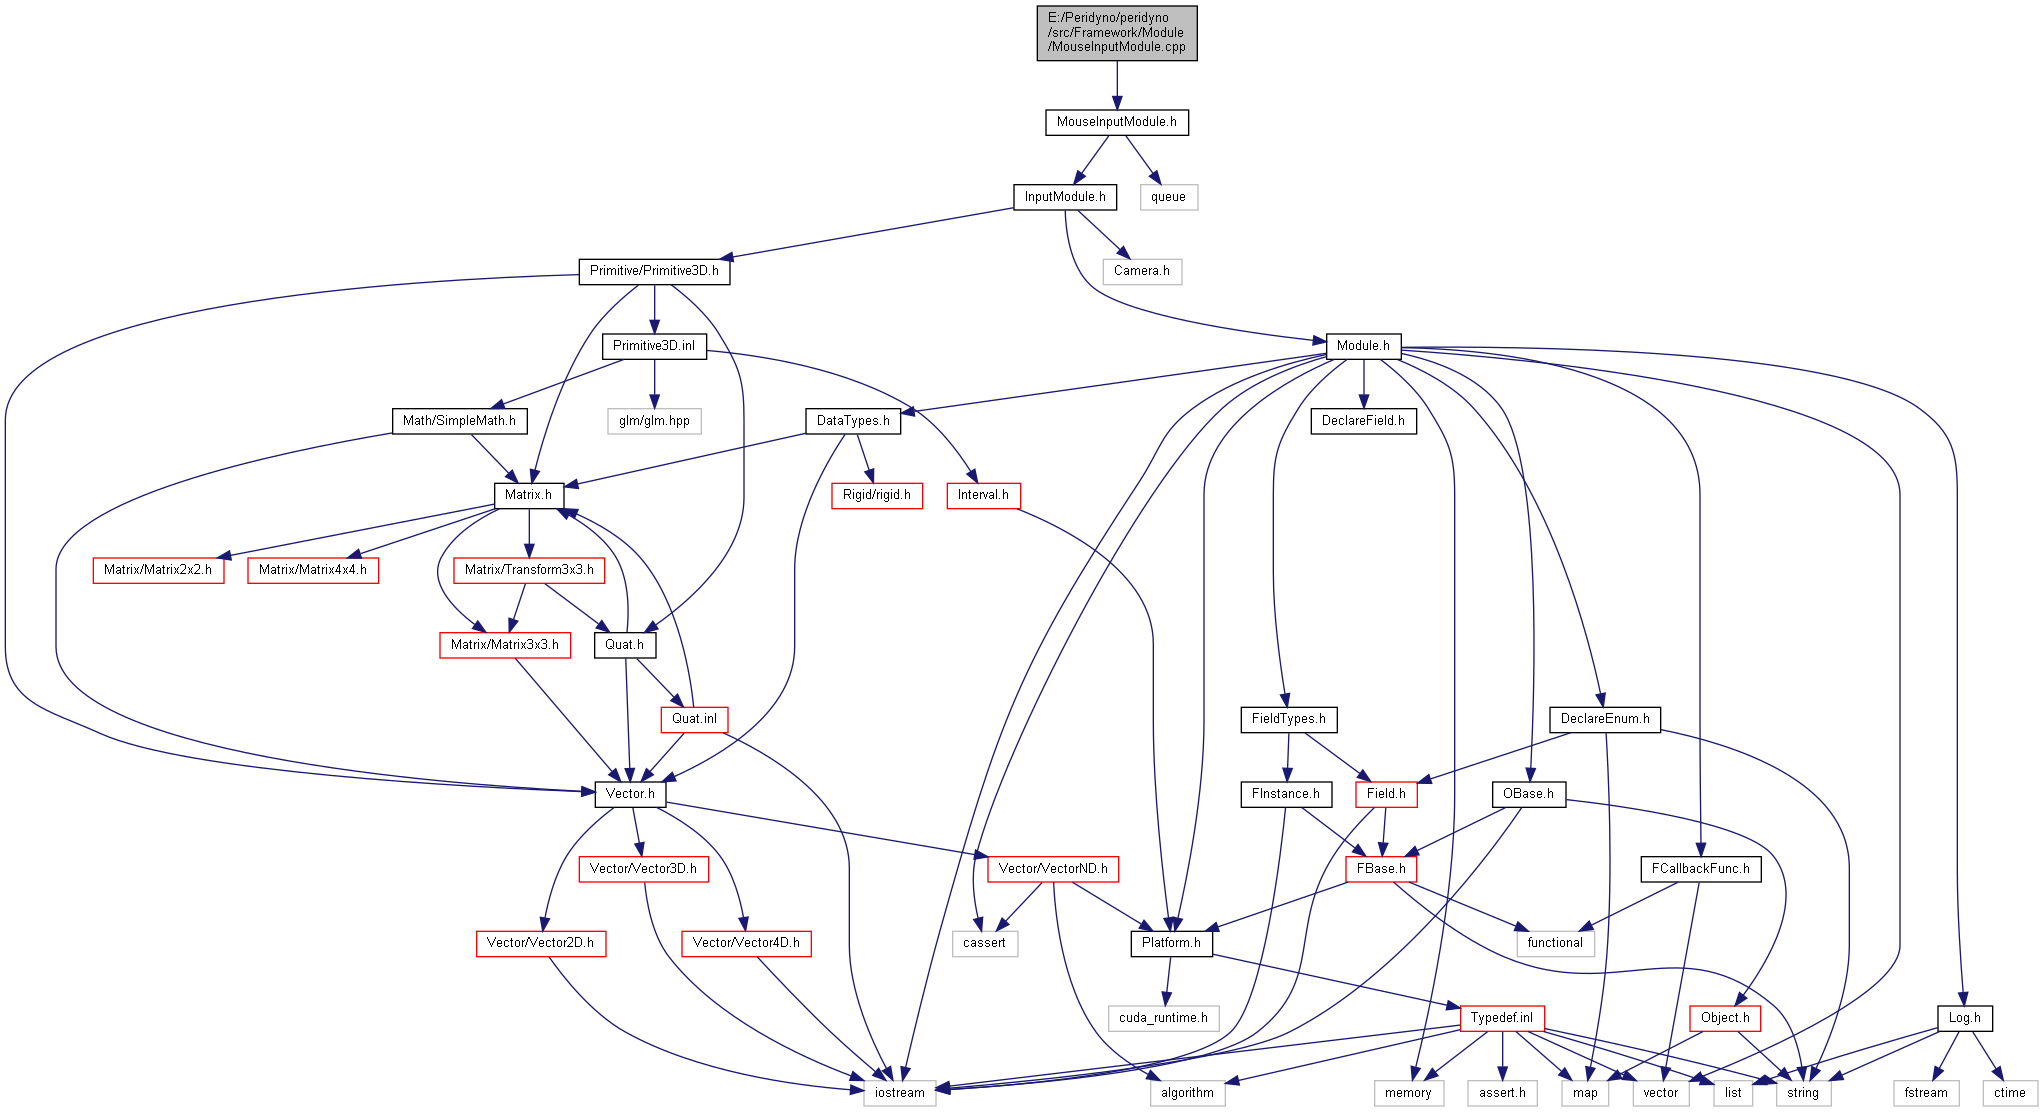 E:/Peridyno/peridyno
/src/Framework/Module
/MouseInputModule.cpp
MouseInputModule.h
InputModule.h
queue
Primitive/Primitive3D.h
Camera.h
Primitive3D.inl
Module.h
Math/SimpleMath.h
glm/glm.hpp
DataTypes.h
DeclareField.h
Matrix.h
Rigid/rigid.h
Interval.h
Matrix/Matrix2x2.h
Matrix/Matrix4x4.h
Matrix/Transform3x3.h
Matrix/Matrix3x3.h
Quat.h
Quat.inl
FieldTypes.h
DeclareEnum.h
Vector.h
FInstance.h
Field.h
OBase.h
Vector/Vector3D.h
Vector/VectorND.h
FBase.h
FCallbackFunc.h
Vector/Vector2D.h
Vector/Vector4D.h
cassert
Platform.h
functional
cuda_runtime.h
Typedef.inl
Object.h
Log.h
iostream
algorithm
memory
assert.h
map
vector
list
string
fstream
ctime